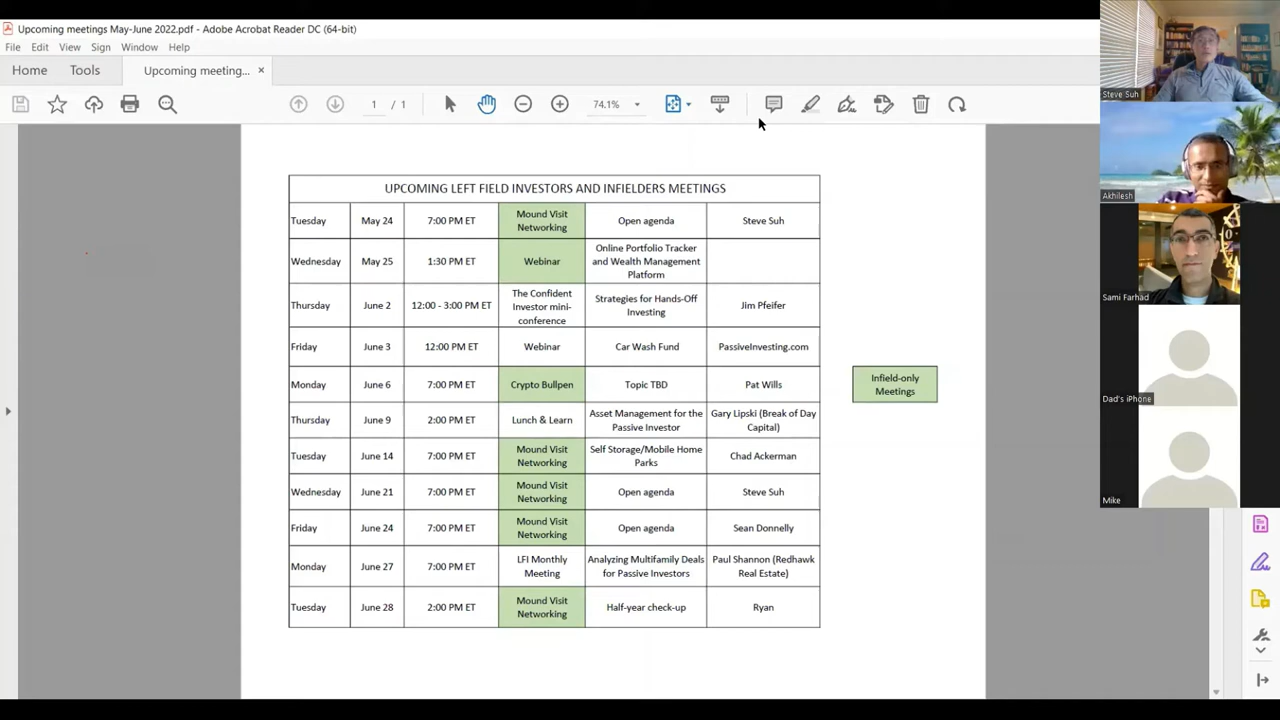 Upcoming meetings May-June 2022.pdf - Adobe Acrobat Reader DC (64-bit)
File Edit View Sign Window Help
Home Tools Upcoming meeting... ×
1 / 1 74.1%
UPCOMING LEFT FIELD INVESTORS AND INFIELDERS MEETINGS
Tuesday May 24 7:00 PM ET Mound Visit Networking Open agenda Steve Suh
Wednesday May 25 1:30 PM ET Webinar Online Portfolio Tracker and Wealth Management Platform
Thursday June 2 12:00 - 3:00 PM ET The Confident Investor mini-conference Strategies for Hands-Off Investing Jim Pfeifer
Friday June 3 12:00 PM ET Webinar Car Wash Fund PassiveInvesting.com
Monday June 6 7:00 PM ET Crypto Bullpen Topic TBD Pat Wills
Thursday June 9 2:00 PM ET Lunch & Learn Asset Management for the Passive Investor Gary Lipski (Break of Day Capital)
Tuesday June 14 7:00 PM ET Mound Visit Networking Self Storage/Mobile Home Parks Chad Ackerman
Wednesday June 21 7:00 PM ET Mound Visit Networking Open agenda Steve Suh
Friday June 24 7:00 PM ET Mound Visit Networking Open agenda Sean Donnelly
Monday June 27 7:00 PM ET LFI Monthly Meeting Analyzing Multifamily Deals for Passive Investors Paul Shannon (Redhawk Real Estate)
Tuesday June 28 2:00 PM ET Mound Visit Networking Half-year check-up Ryan
Infield-only
Meetings
Steve Suh
Akhilesh
Sami Farhad
Dad's iPhone
Mike